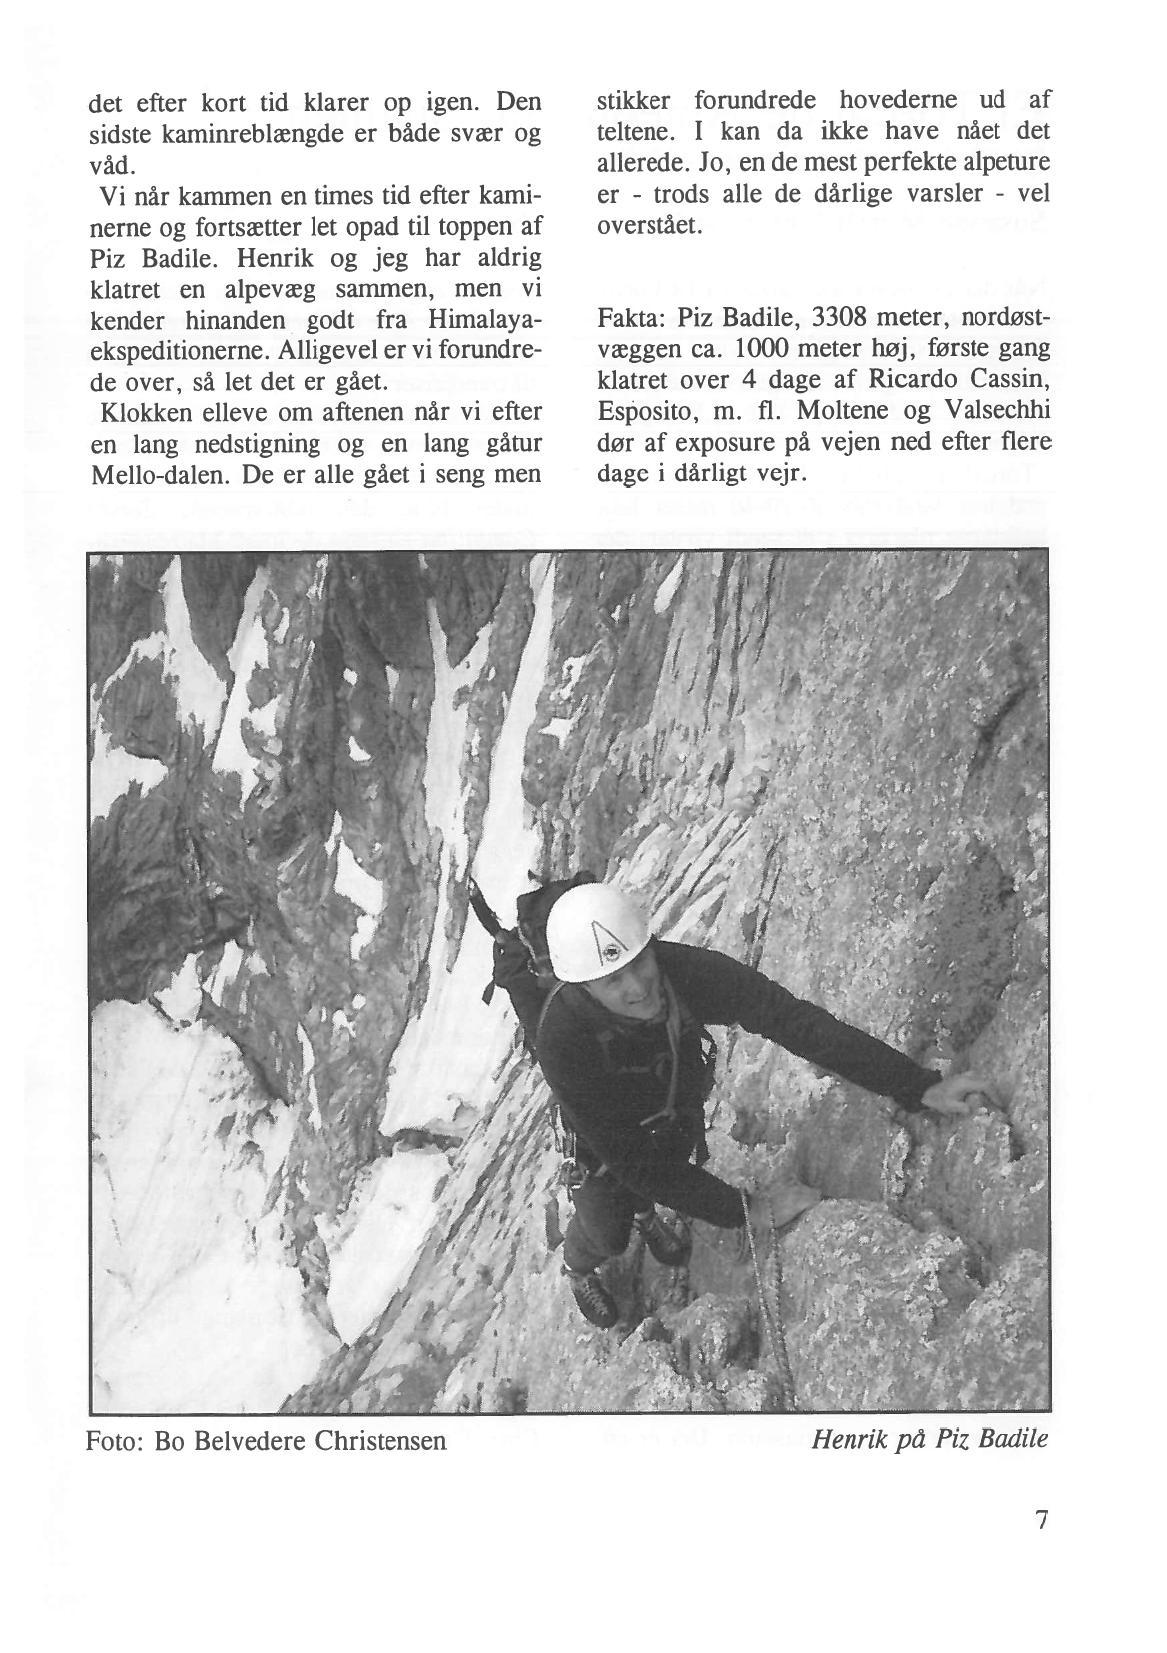 det efter kort tid klarer op igen. Den
sidste kaminreblængde er både svær og
våd.
Vi når kammen en times tid efter kami-
nerne og fortsætter let opad til toppen af
Piz Badile. Henrik og jeg har aldrig
klatret en alpevæg sammen, men vi
kender hinanden godt fra Himalaya-
ekspeditionerne. Alligevel er vi forundre-
de over, så let det er gået.
Klokken elleve om aftenen når vi efter
en lang nedstigning og en lang gåtur
Mello-dalen. De er alle gået i seng men
stikker forundrede hovederne ud af
teltene. I kan da ikke have nået det
allerede. Jo, en de mest perfekte alpeture
er - trods alle de dårlige varsler - vel
overstået.
Fakta: Piz Badile, 3308 meter, nordøst-
væggen ca. 1000 meter høj, første gang
klatret over 4 dage af Ricardo Cassin,
Esposito, m. fl. Moltene og Valsechhi
dør af exposure på vejen ned efter flere
dage i dårligt vejr.
Foto: Bo Belvedere Christensen
Henrik på Piz Badile
7